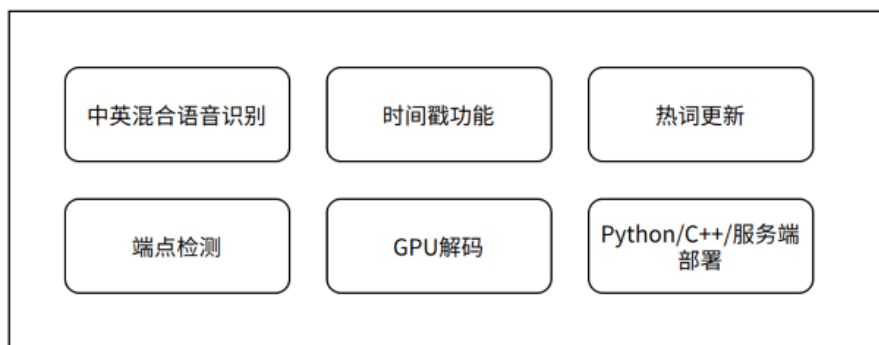 中英混合语音识别
时间戳功能
热词更新
端点检测
GPU解码
Python/C++/服务端
部署